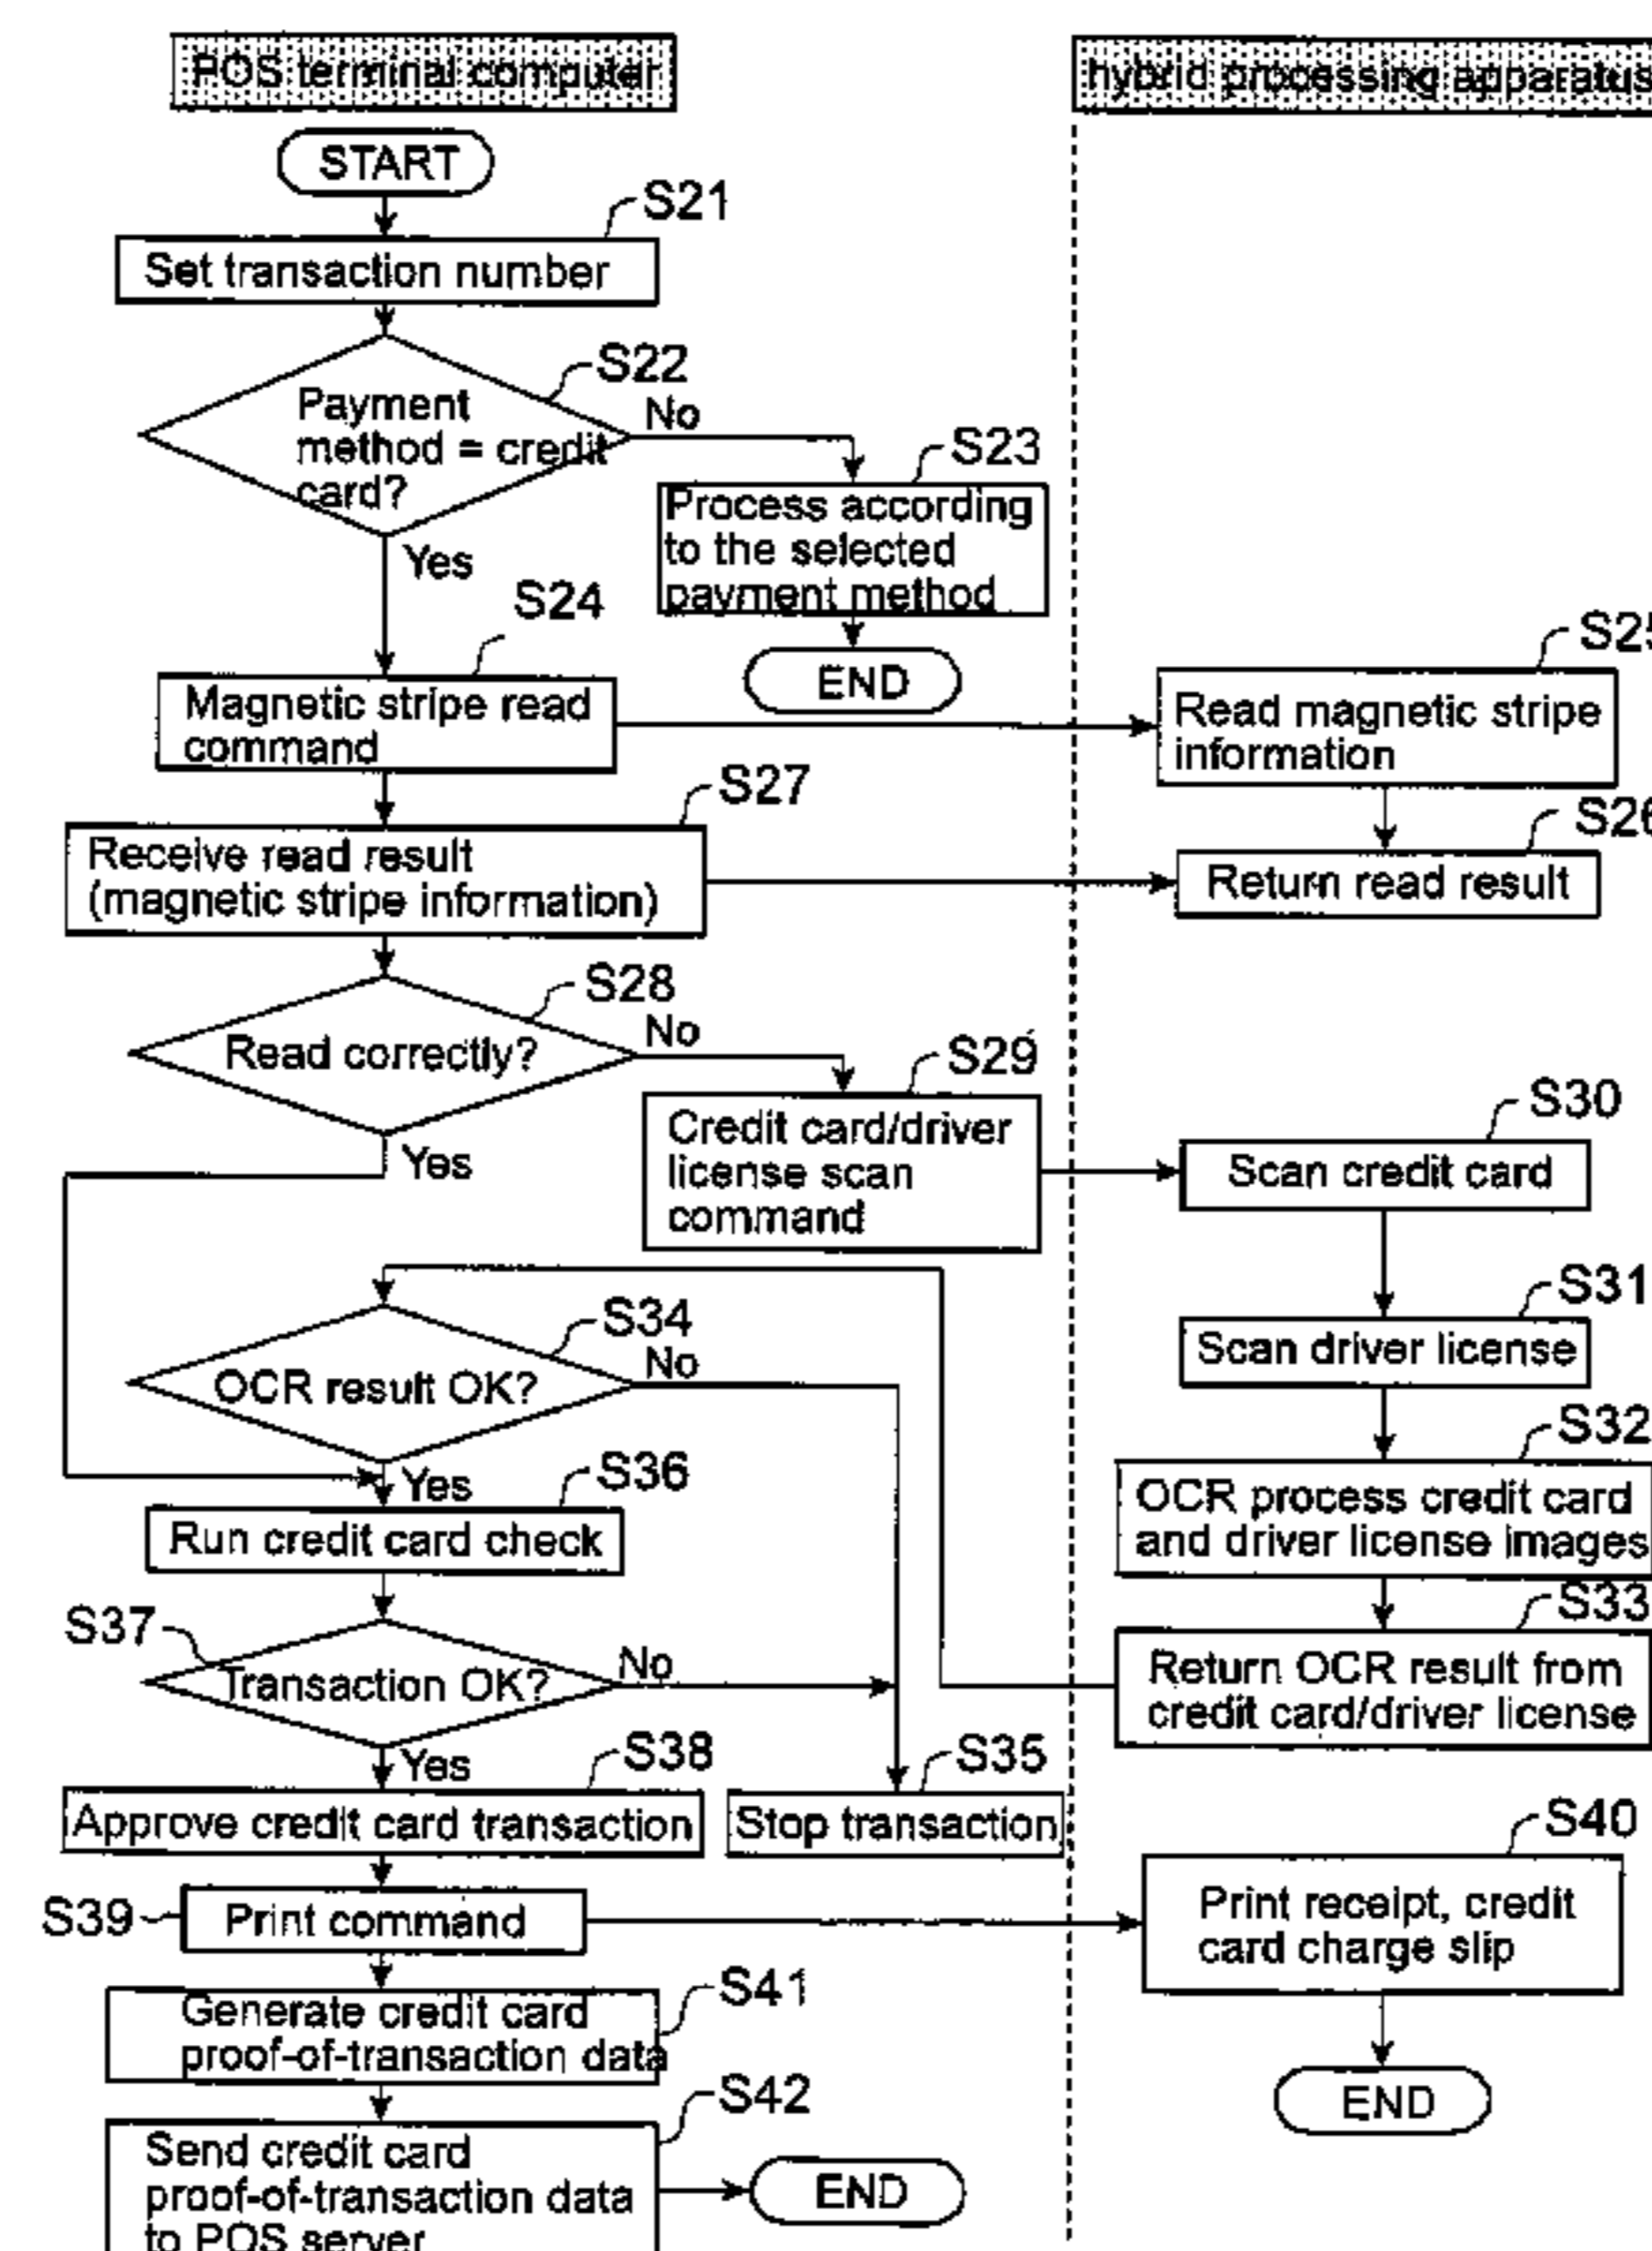 POS terminal computer
hybrid processing apparatus
START
S21
Set transaction number
S22
Payment
method = credit
card?
No
Yes
S23
Process according
to the selected
payment method
END
S24
Magnetic stripe read
command
S25
Read magnetic stripe
information
S27
Receive read result
(magnetic stripe information)
S26
Return read result
S28
Read correctly?
No
Yes
S29
Credit card/driver
license scan
command
S30
Scan credit card
S31
Scan driver license
S34
OCR result OK?
No
Yes
S32
OCR process credit card
and driver license images
S36
Run credit card check
S33
Return OCR result from
credit card/driver license
S37
Transaction OK?
No
Yes
S38
Approve credit card transaction
S35
Stop transaction
S39
Print command
S40
Print receipt, credit
card charge slip
END
S41
Generate credit card
proof-of-transaction data
S42
Send credit card
proof-of-transaction data
to POS server
END